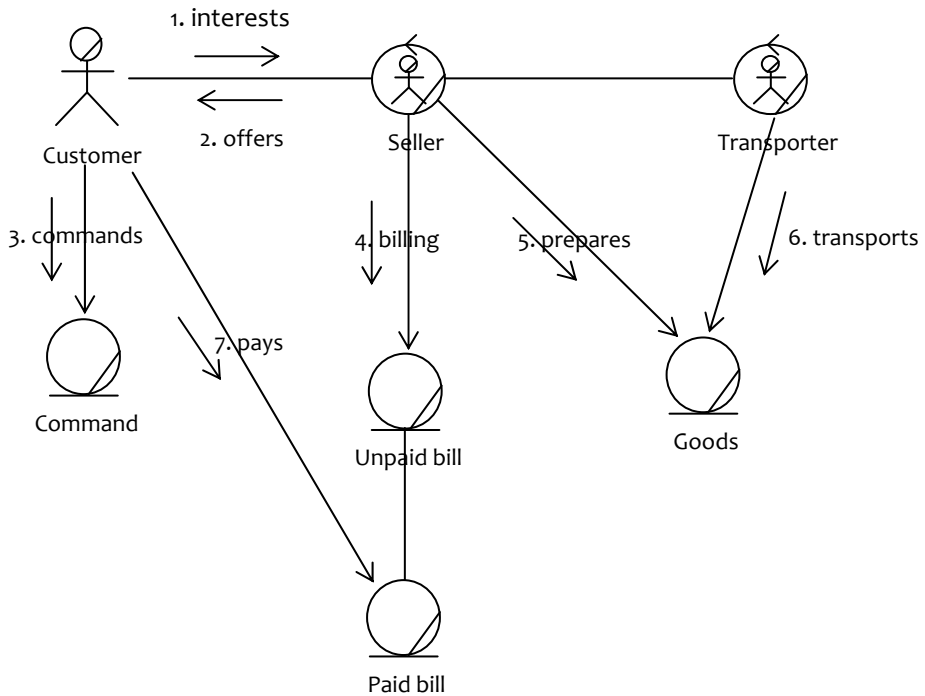 1. interests
2. offers
Customer
Seller
Transporter
3. commands
4. billing
5. prepares
6. transports
7. pays
Command
Unpaid bill
Goods
Paid bill